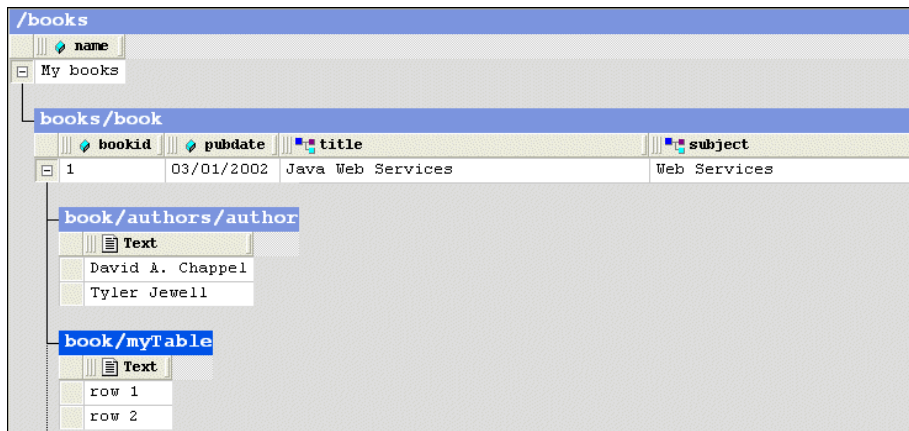 /books
name
My books
books/book
bookid pubdate title subject
1 03/01/2002 Java Web Services Web Services
book/authors/author
Text
David A. Chappel
Tyler Jewell
book/myTable
Text
row 1
row 2